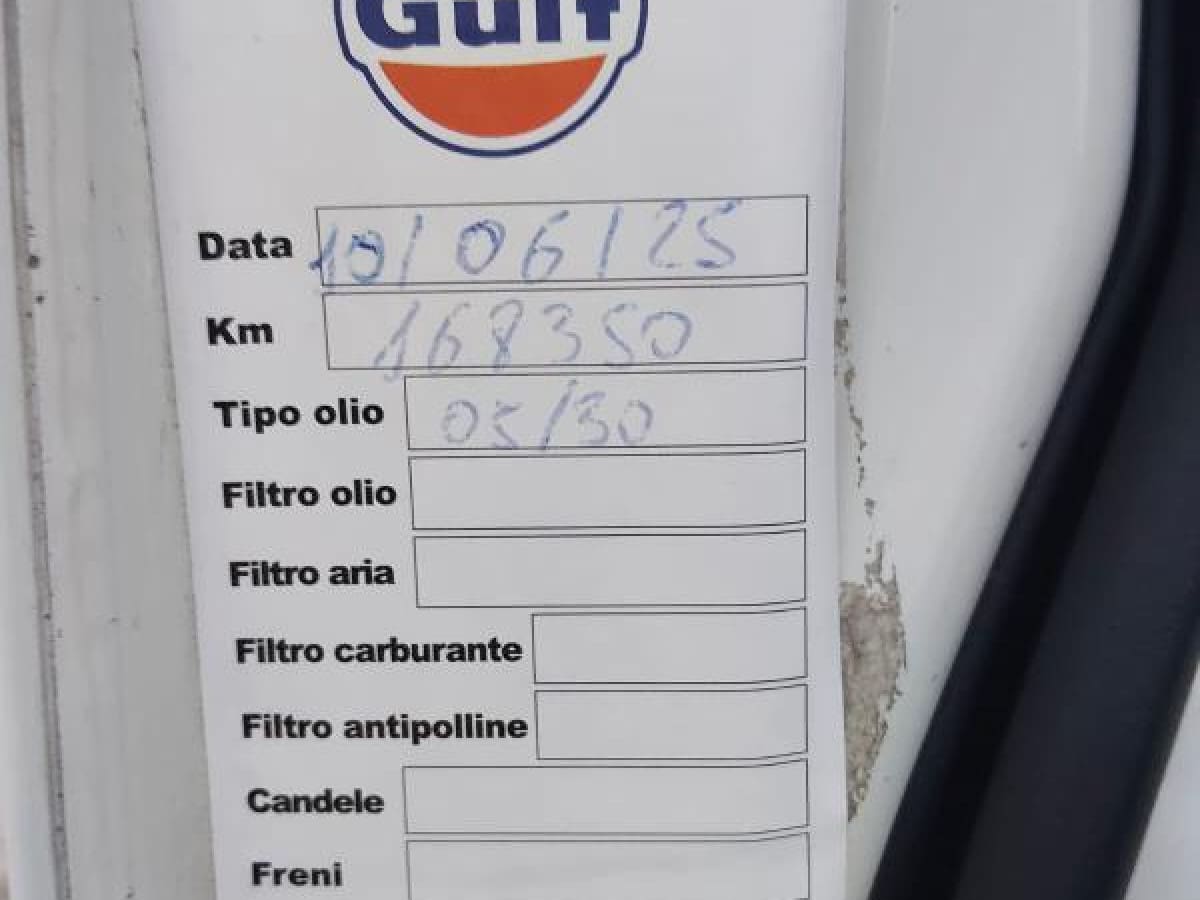 Gulf
Data 10/06/25
Km 168350
Tipo olio 05/30
Filtro olio
Filtro aria
Filtro carburante
Filtro antipolline
Candele
Freni